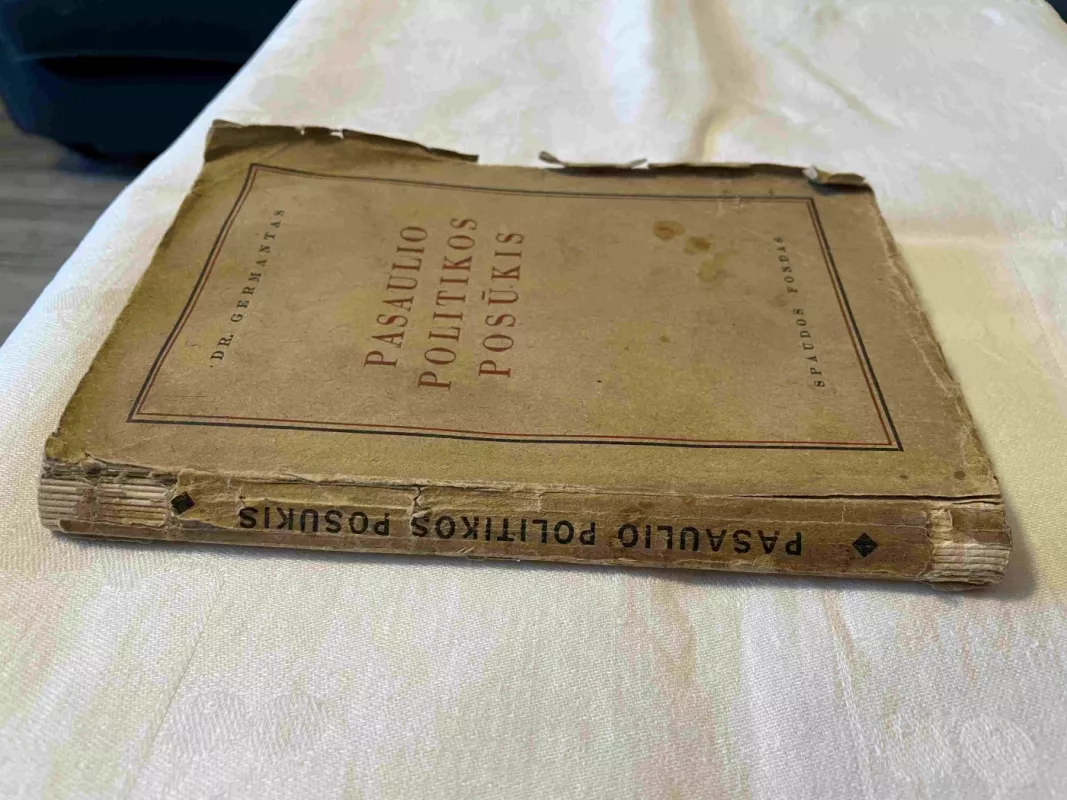 DR. GERMANTAS
PASAULIO
POLITIKOS
POSŪKIS
SPAUDOS FONDAS
PASAULIO POLITIKOS POSUKIS